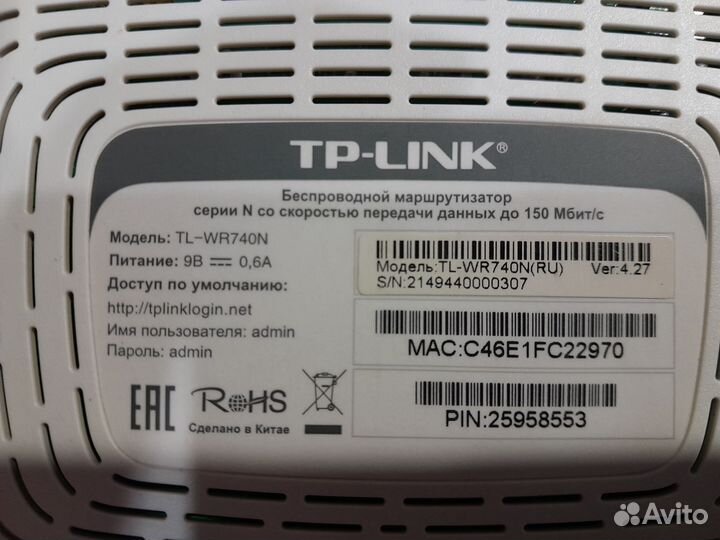 TP-LINK®
Беспроводной маршрутизатор
серии N со скоростью передачи данных до 150 Мбит/с
Модель: TL-WR740N
Питание: 9В 0,6А
Доступ по умолчанию:
http://tplinklogin.net
Имя пользователя: admin
Пароль: admin
EAC RoHS
Сделано в Китае
Модель:TL-WR740N(RU) Ver:4.27
S/N:2149440000307
MAC:C46E1FC22970
PIN:25958553
Avito